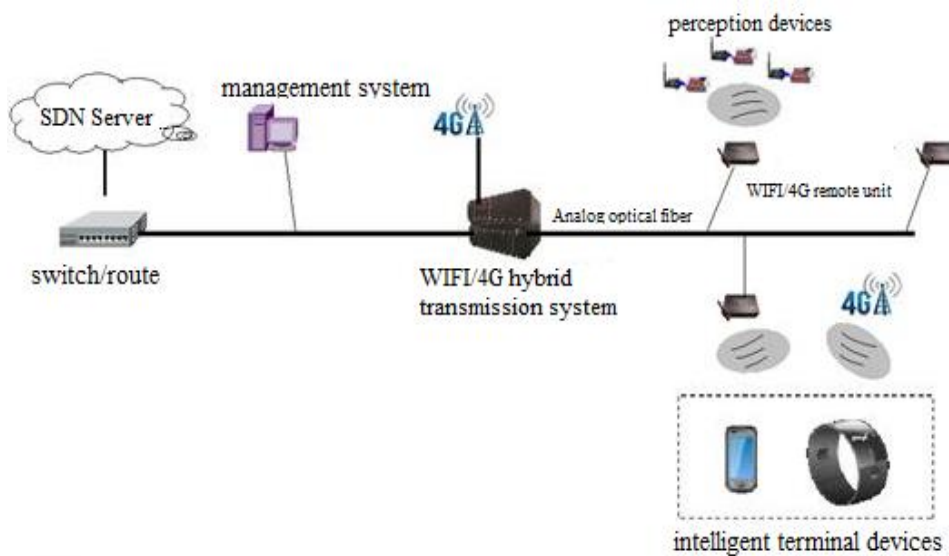 perception devices
management system
SDN Server
4G
WIFI/4G remote unit
Analog optical fiber
switch/route
WIFI/4G hybrid
transmission system
4G
intelligent terminal devices